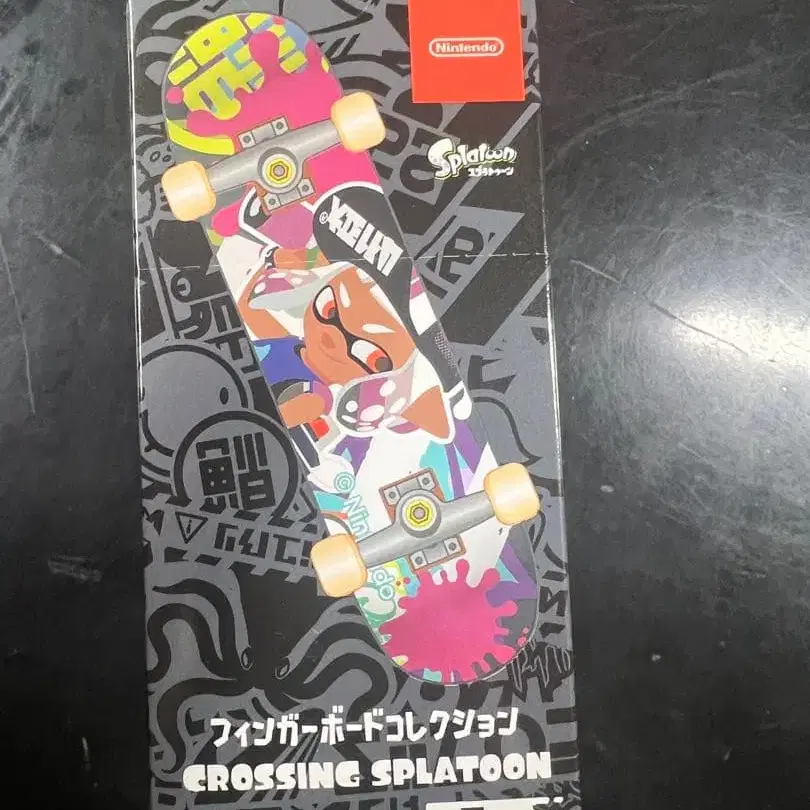 Nintendo
Splatoon
スプラトゥーン
フィンガーボードコレクション
CROSSING SPLATOON